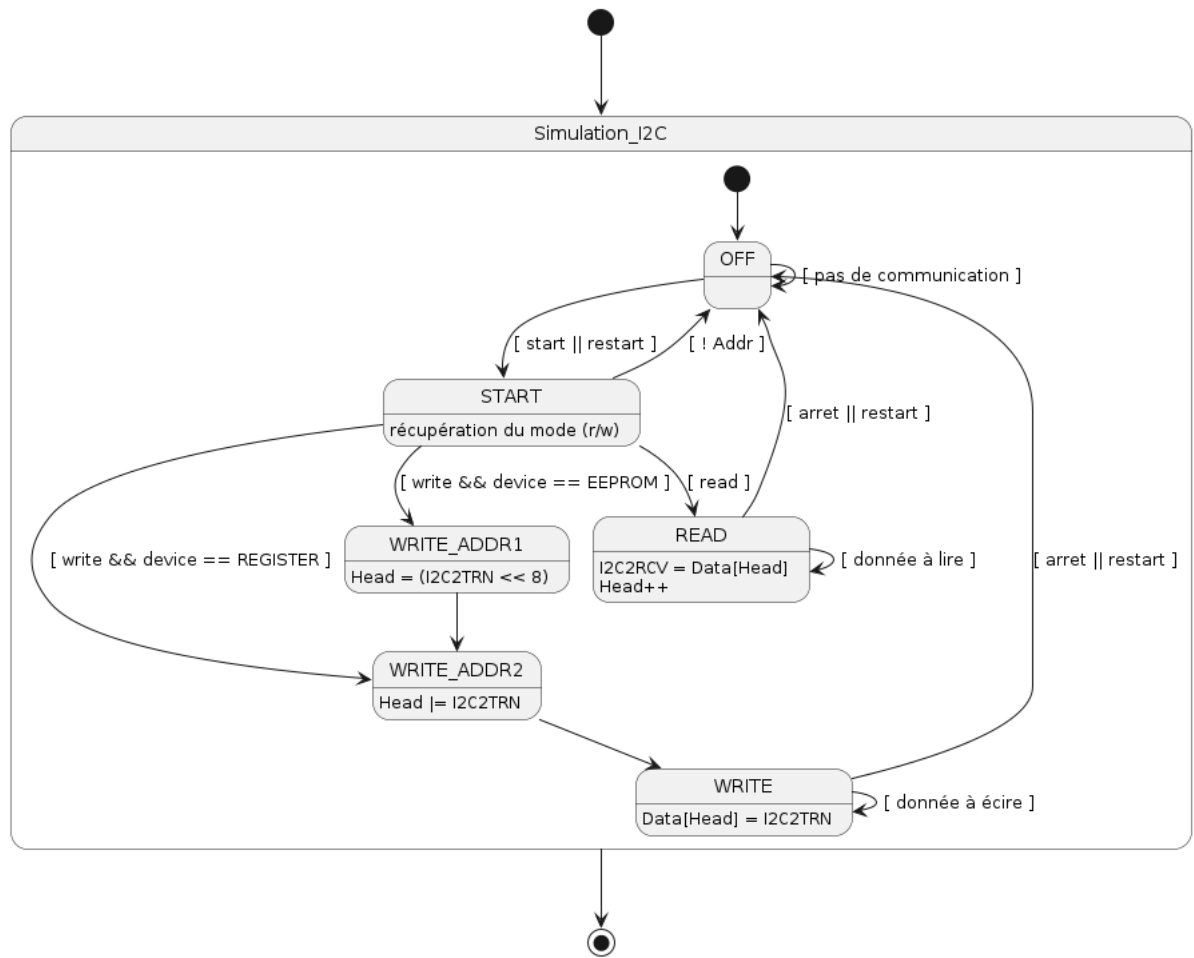 Simulation_I2C
OFF
[ pas de communication ]
[ start || restart ]
[ ! Addr ]
START
récupération du mode (r/w)
[ arret || restart ]
[ write && device == EEPROM ]
[ read ]
READ
I2C2RCV = Data[Head]
Head++
[ donnée à lire ]
WRITE_ADDR1
Head = (I2C2TRN << 8)
[ write && device == REGISTER ]
[ arret || restart ]
WRITE_ADDR2
Head |= I2C2TRN
WRITE
Data[Head] = I2C2TRN
[ donnée à écire ]